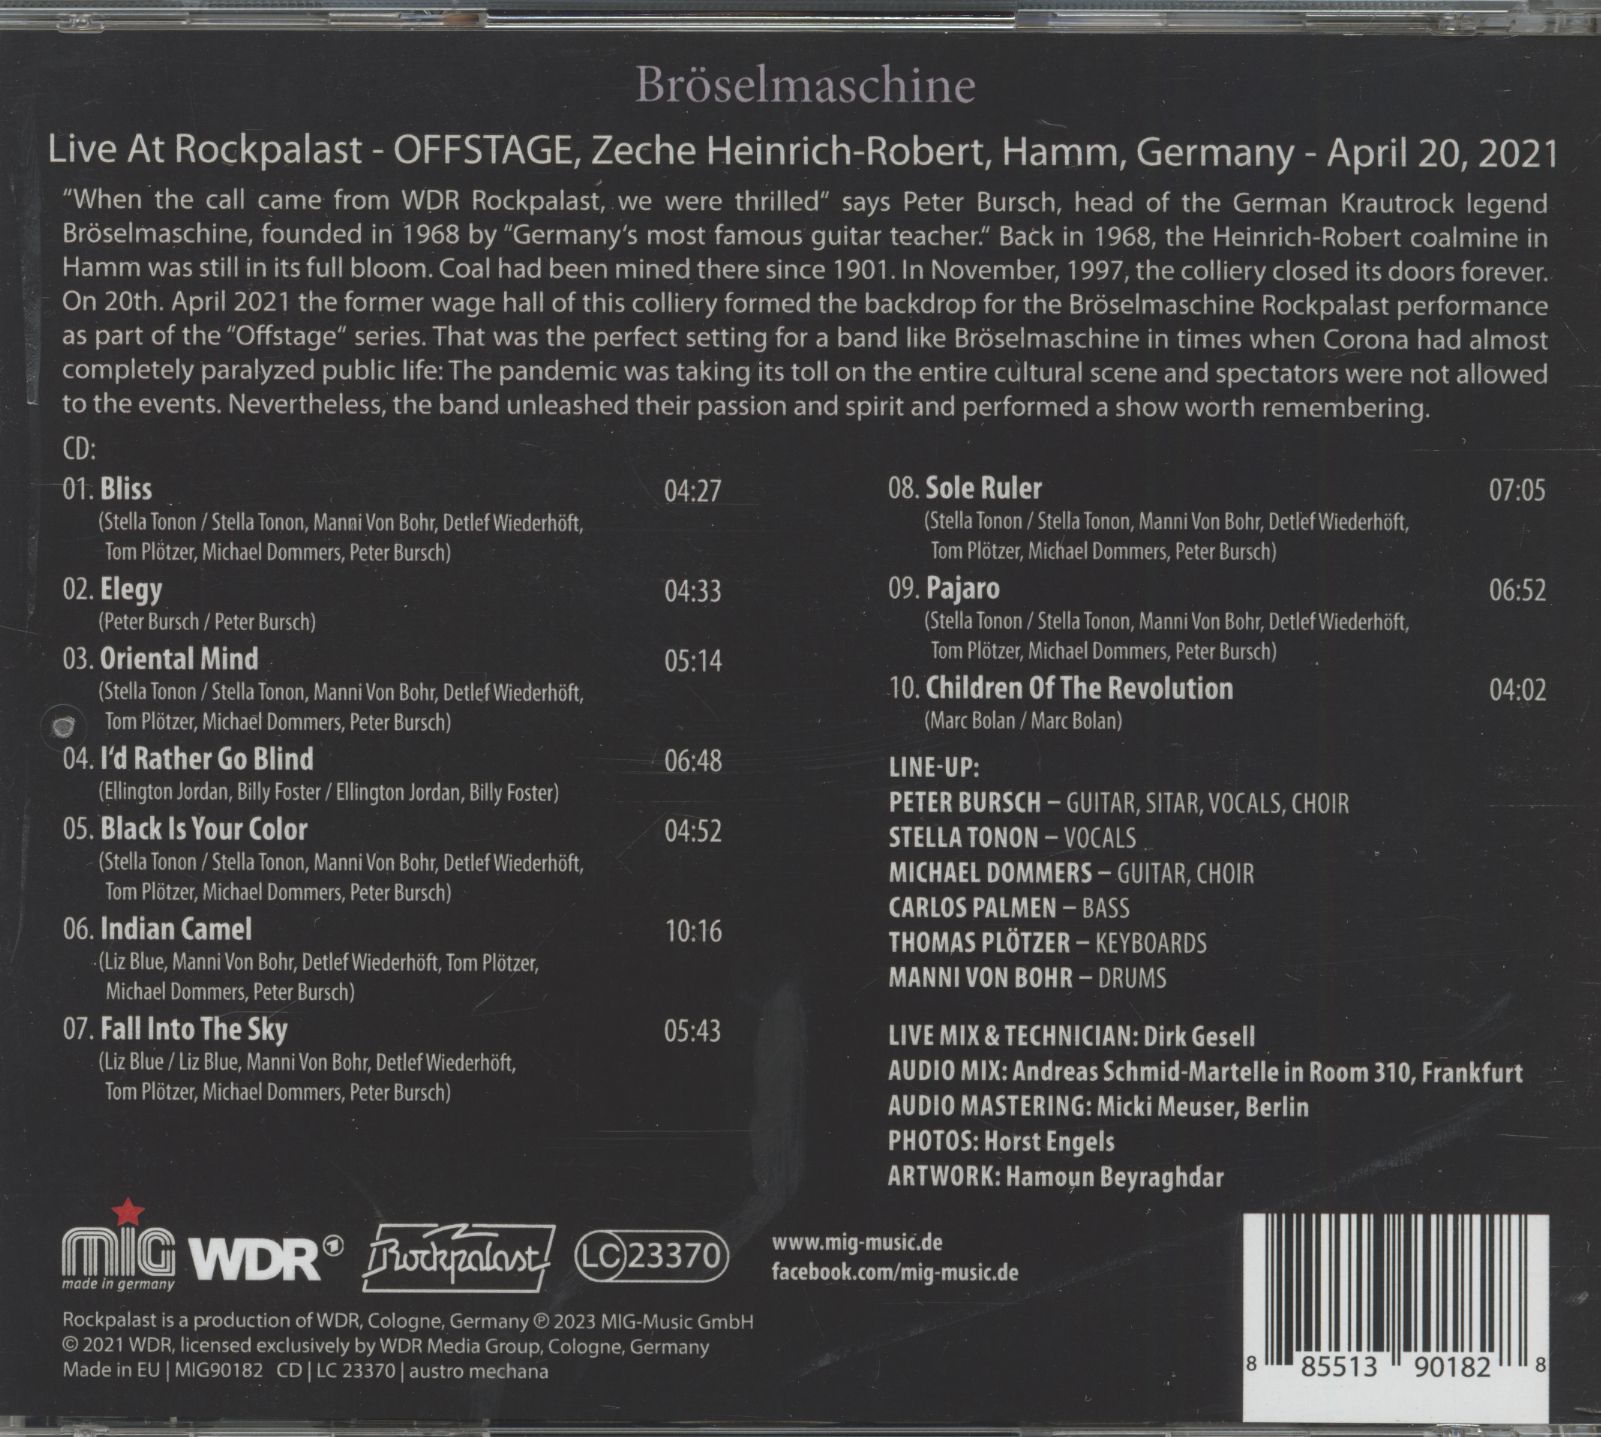 Bröselmaschine
Live At Rockpalast - OFFSTAGE, Zeche Heinrich-Robert, Hamm, Germany - April 20, 2021
"When the call came from WDR Rockpalast, we were thrilled" says Peter Bursch, head of the German Krautrock legend
Bröselmaschine, founded in 1968 by "Germany's most famous guitar teacher." Back in 1968, the Heinrich-Robert coalmine in
Hamm was still in its full bloom. Coal had been mined there since 1901. In November, 1997, the colliery closed its doors forever.
On 20th. April 2021 the former wage hall of this colliery formed the backdrop for the Bröselmaschine Rockpalast performance
as part of the "Offstage" series. That was the perfect setting for a band like Bröselmaschine in times when Corona had almost
completely paralyzed public life: The pandemic was taking its toll on the entire cultural scene and spectators were not allowed
to the events. Nevertheless, the band unleashed their passion and spirit and performed a show worth remembering.
CD:
01. Bliss 04:27
(Stella Tonon / Stella Tonon, Manni Von Bohr, Detlef Wiederhöft,
Tom Plötzer, Michael Dommers, Peter Bursch)
02. Elegy 04:33
(Peter Bursch / Peter Bursch)
03. Oriental Mind 05:14
(Stella Tonon / Stella Tonon, Manni Von Bohr, Detlef Wiederhöft,
Tom Plötzer, Michael Dommers, Peter Bursch)
04. I'd Rather Go Blind 06:48
(Ellington Jordan, Billy Foster / Ellington Jordan, Billy Foster)
05. Black Is Your Color 04:52
(Stella Tonon / Stella Tonon, Manni Von Bohr, Detlef Wiederhöft,
Tom Plötzer, Michael Dommers, Peter Bursch)
06. Indian Camel 10:16
(Liz Blue, Manni Von Bohr, Detlef Wiederhöft, Tom Plötzer,
Michael Dommers, Peter Bursch)
07. Fall Into The Sky 05:43
(Liz Blue / Liz Blue, Manni Von Bohr, Detlef Wiederhöft,
Tom Plötzer, Michael Dommers, Peter Bursch)
08. Sole Ruler 07:05
(Stella Tonon / Stella Tonon, Manni Von Bohr, Detlef Wiederhöft,
Tom Plötzer, Michael Dommers, Peter Bursch)
09. Pajaro 06:52
(Stella Tonon / Stella Tonon, Manni Von Bohr, Detlef Wiederhöft,
Tom Plötzer, Michael Dommers, Peter Bursch)
10. Children Of The Revolution 04:02
(Marc Bolan / Marc Bolan)
LINE-UP:
PETER BURSCH – GUITAR, SITAR, VOCALS, CHOIR
STELLA TONON – VOCALS
MICHAEL DOMMERS – GUITAR, CHOIR
CARLOS PALMEN – BASS
THOMAS PLÖTZER – KEYBOARDS
MANNI VON BOHR – DRUMS
LIVE MIX & TECHNICIAN: Dirk Gesell
AUDIO MIX: Andreas Schmid-Martelle in Room 310, Frankfurt
AUDIO MASTERING: Micki Meuser, Berlin
PHOTOS: Horst Engels
ARTWORK: Hamoun Beyraghdar
mig
made in germany
WDR 1
Rockpalast
LC 23370
www.mig-music.de
facebook.com/mig-music.de
Rockpalast is a production of WDR, Cologne, Germany ℗ 2023 MIG-Music GmbH
© 2021 WDR, licensed exclusively by WDR Media Group, Cologne, Germany
Made in EU | MIG90182 CD | LC 23370 | austro mechana
8 85513 90182 8